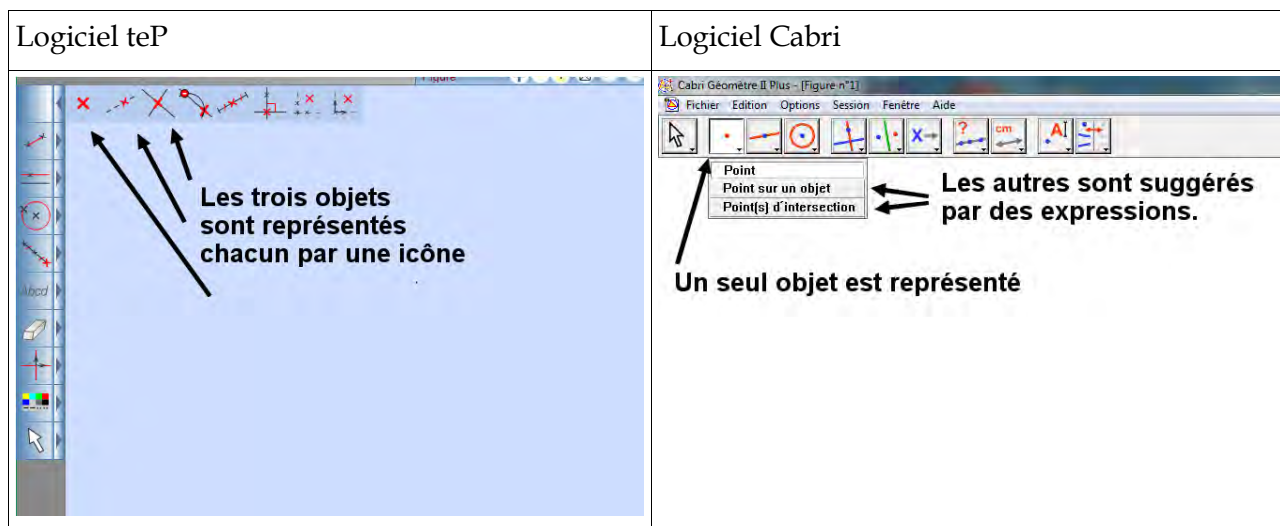 Logiciel teP
Logiciel Cabri
Figure
Les trois objets
sont représentés
chacun par une icône
Abcd
Cabri Géomètre II Plus - [Figure n°1]
Fichier Edition Options Session Fenêtre Aide
? cm A
Point
Point sur un objet
Point(s) d'intersection
Les autres sont suggérés
par des expressions.
Un seul objet est représenté